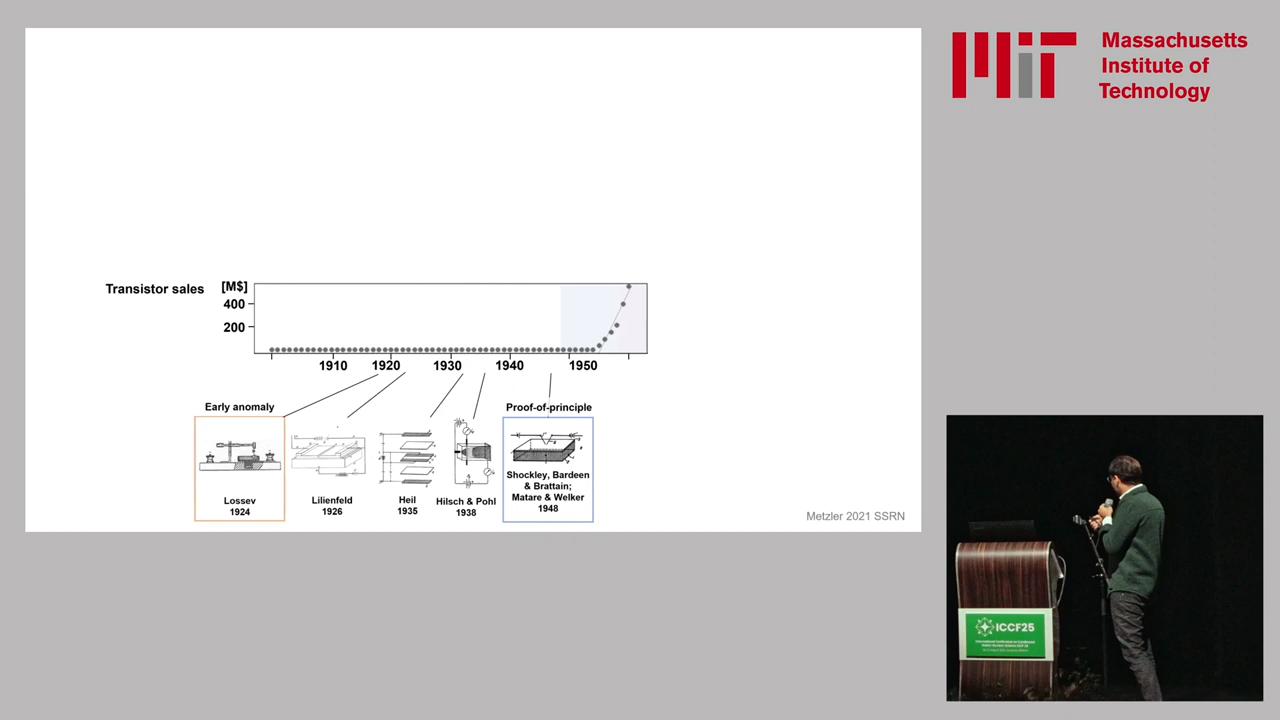 Massachusetts
Institute of
Technology
Transistor sales
[M$]
400
200
1910 1920 1930 1940 1950
Early anomaly
Proof-of-principle
Lossev
1924
Lilienfeld
1926
Heil
1935
Hilsch & Pohl
1938
Shockley, Bardeen
& Brattain;
Matare & Welker
1948
Metzler 2021 SSRN
ICCF25